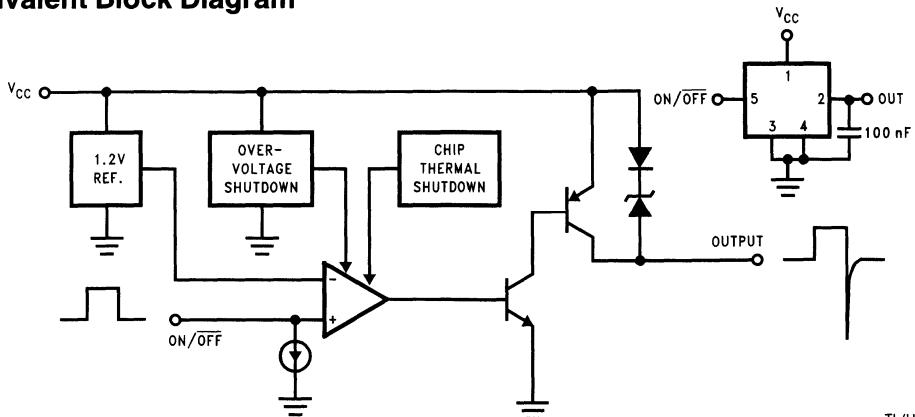 ivalent Block Diagram
VCC
VCC
ON/OFF
1
5
2
3
4
OUT
100 nF
1.2V
REF.
OVER-
VOLTAGE
SHUTDOWN
CHIP
THERMAL
SHUTDOWN
OUTPUT
−
+
ON/OFF